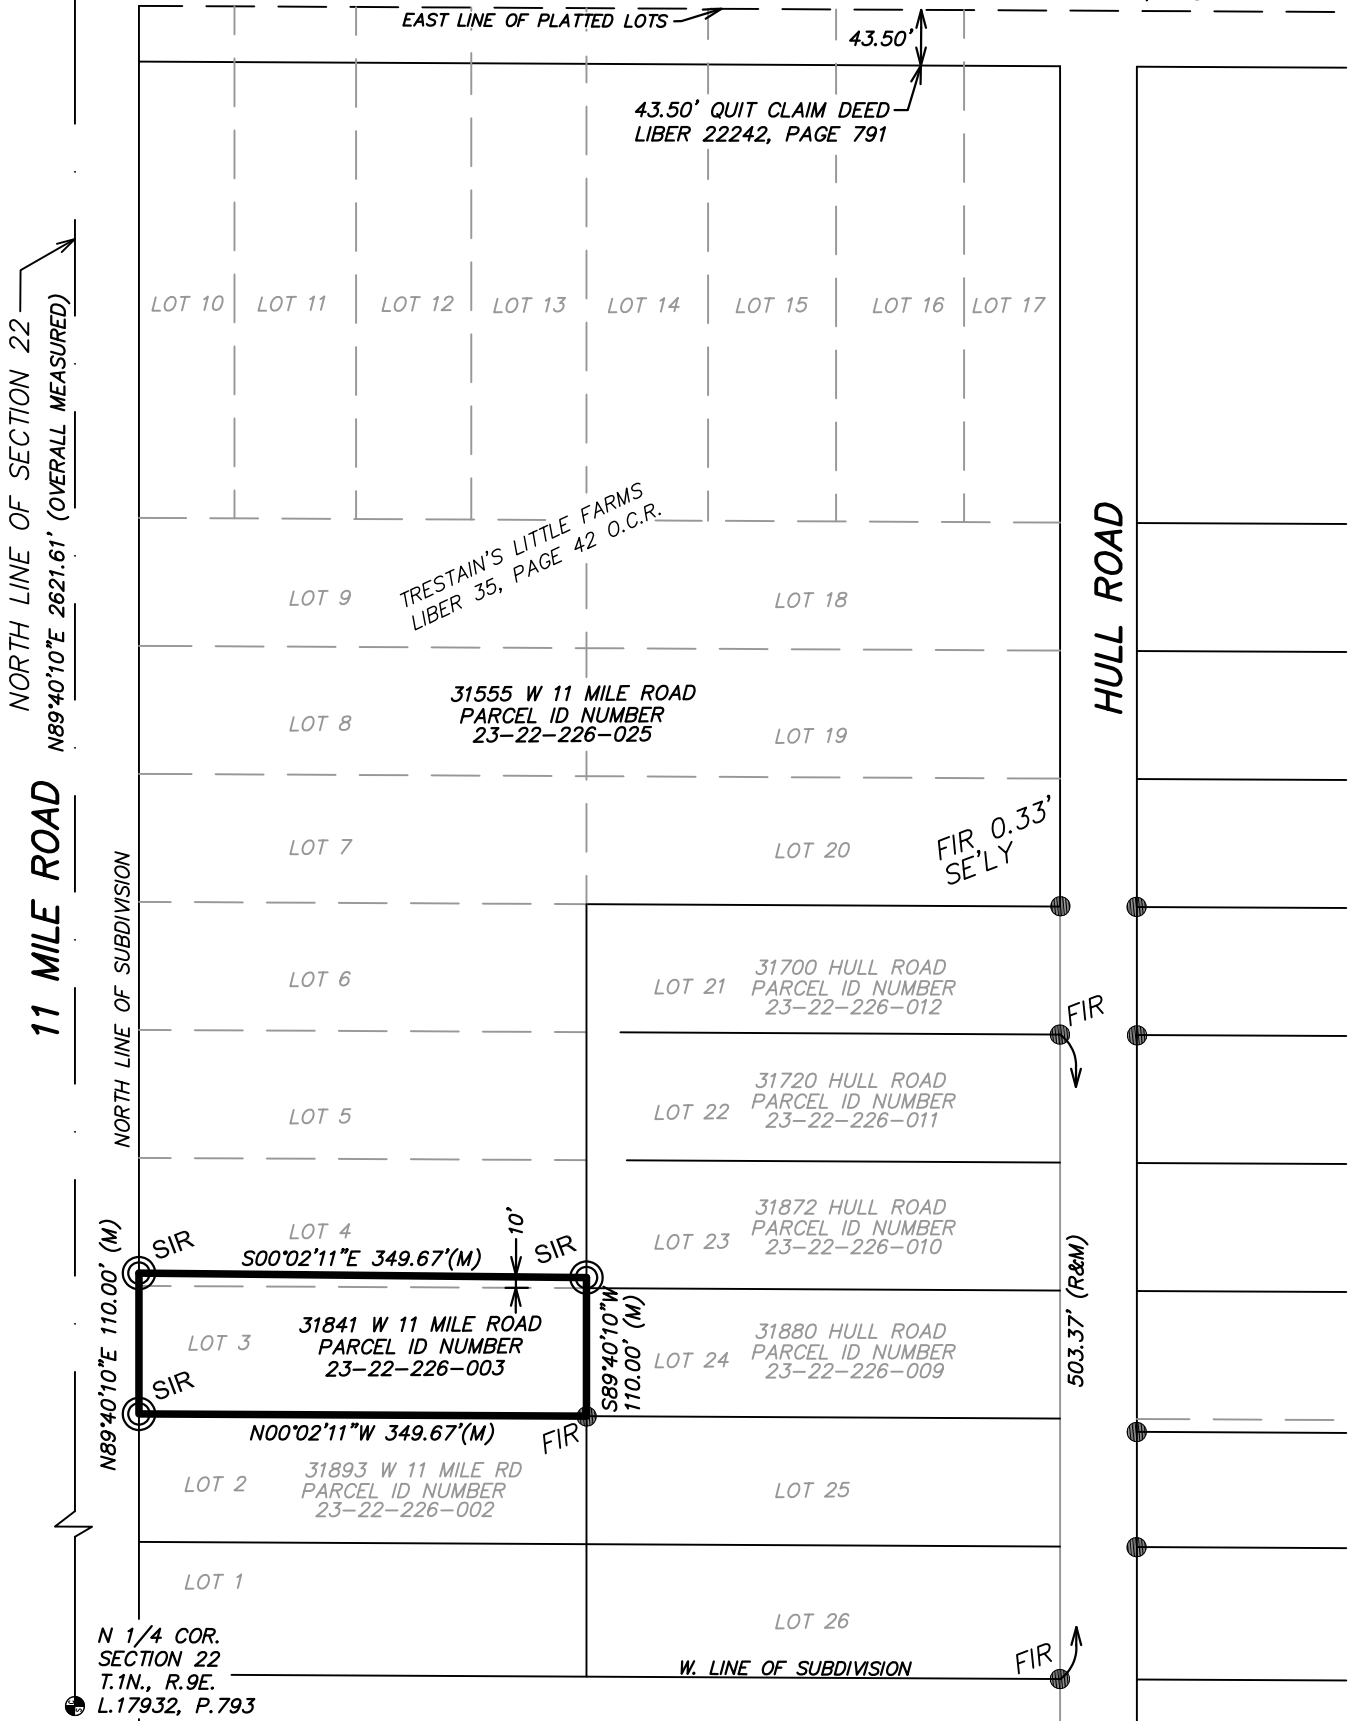 EAST LINE OF PLATTED LOTS
43.50'
43.50' QUIT CLAIM DEED
LIBER 22242, PAGE 791
NORTH LINE OF SECTION 22
N89°40'10"E 2621.61' (OVERALL MEASURED)
LOT 10
LOT 11
LOT 12
LOT 13
LOT 14
LOT 15
LOT 16
LOT 17
TRESTAIN'S LITTLE FARMS
LIBER 35, PAGE 42 O.C.R.
HULL ROAD
LOT 9
LOT 18
31555 W 11 MILE ROAD
PARCEL ID NUMBER
23-22-226-025
LOT 8
LOT 19
11 MILE ROAD
NORTH LINE OF SUBDIVISION
LOT 7
LOT 20
FIR, 0.33'
SE'LY
LOT 6
LOT 21
31700 HULL ROAD
PARCEL ID NUMBER
23-22-226-012
FIR
LOT 5
LOT 22
31720 HULL ROAD
PARCEL ID NUMBER
23-22-226-011
LOT 4
10'
LOT 23
31872 HULL ROAD
PARCEL ID NUMBER
23-22-226-010
SIR
S00°02'11"E 349.67'(M)
SIR
N89°40'10"E 110.00' (M)
LOT 3
31841 W 11 MILE ROAD
PARCEL ID NUMBER
23-22-226-003
S89°40'10"W
110.00' (M)
LOT 24
31880 HULL ROAD
PARCEL ID NUMBER
23-22-226-009
503.37' (R&M)
SIR
N00°02'11"W 349.67'(M)
FIR
LOT 2
31893 W 11 MILE RD
PARCEL ID NUMBER
23-22-226-002
LOT 25
LOT 1
LOT 26
N 1/4 COR.
SECTION 22
T.1N., R.9E.
L.17932, P.793
W. LINE OF SUBDIVISION
FIR